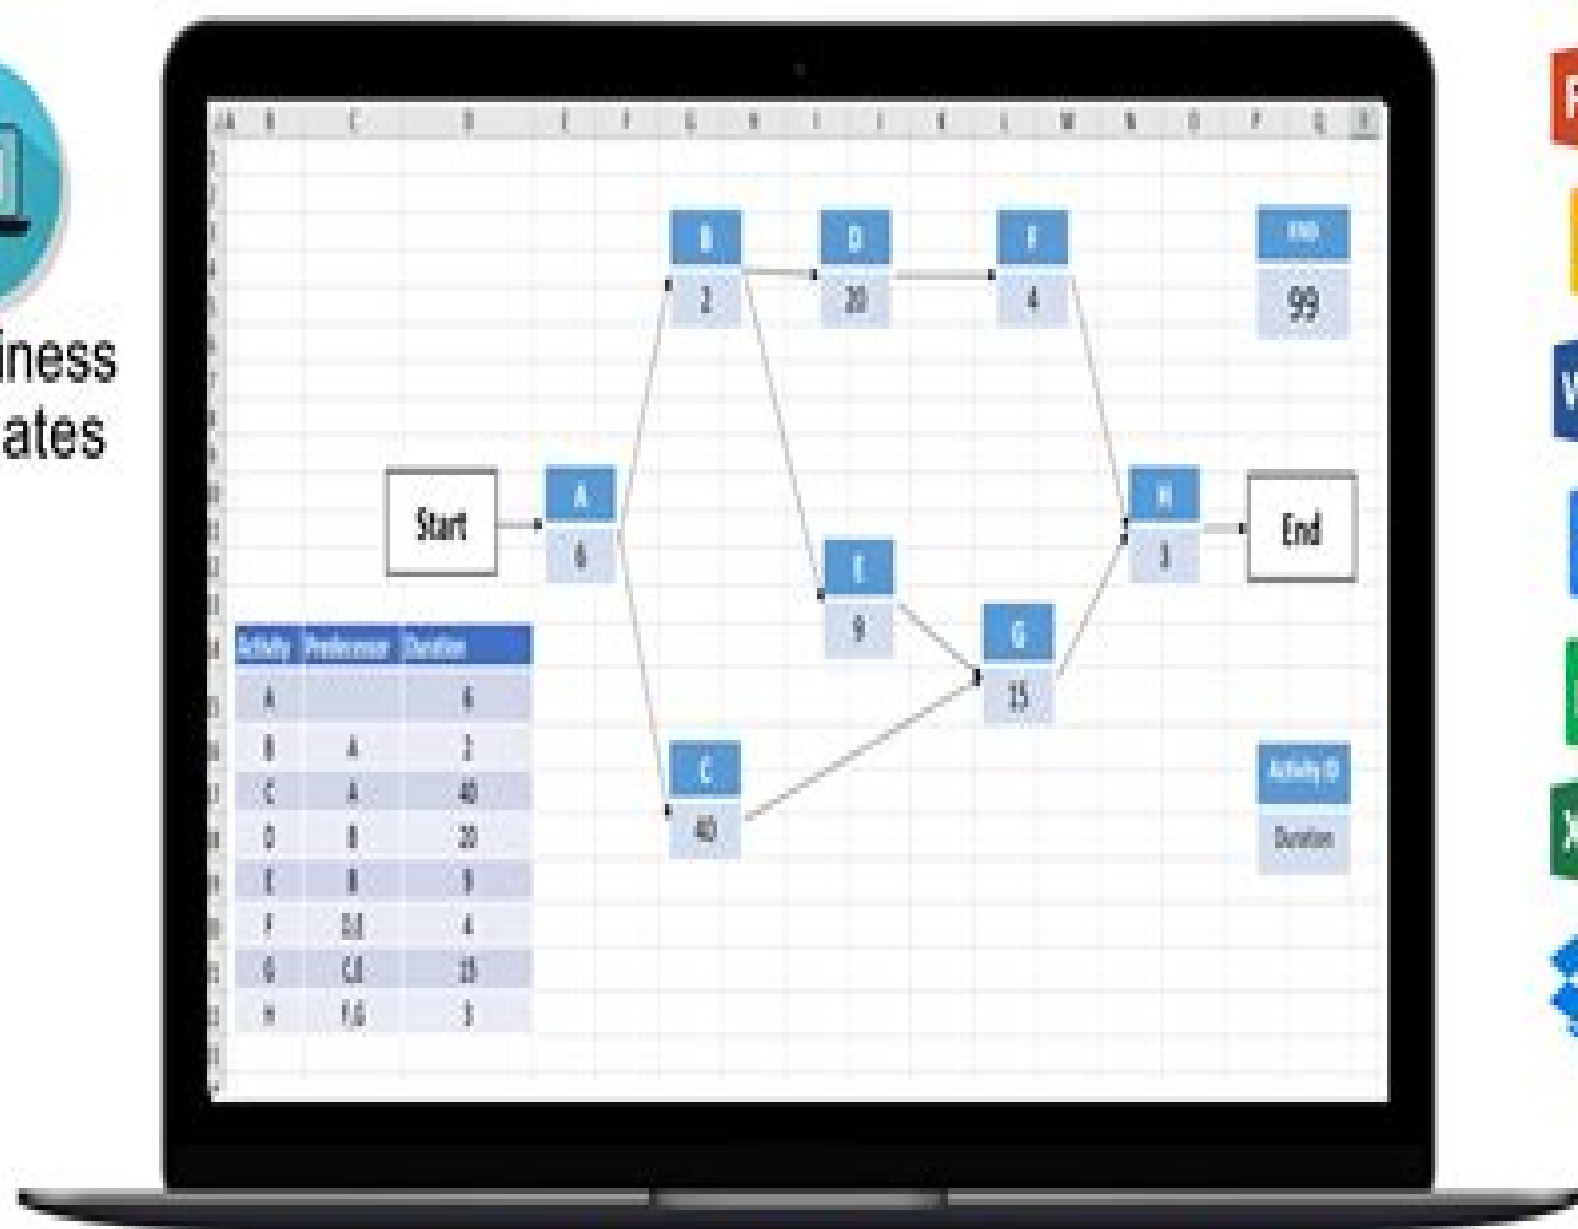 iness
ates
B D F END
2 20 4 99
Start A H End
6 3
E
9
G
15
C
40
Activity ID
Duration
Activity Predecessor Duration
A 6
B A 2
C A 40
D B 20
E B 9
F 4
G 15
H F,G 3